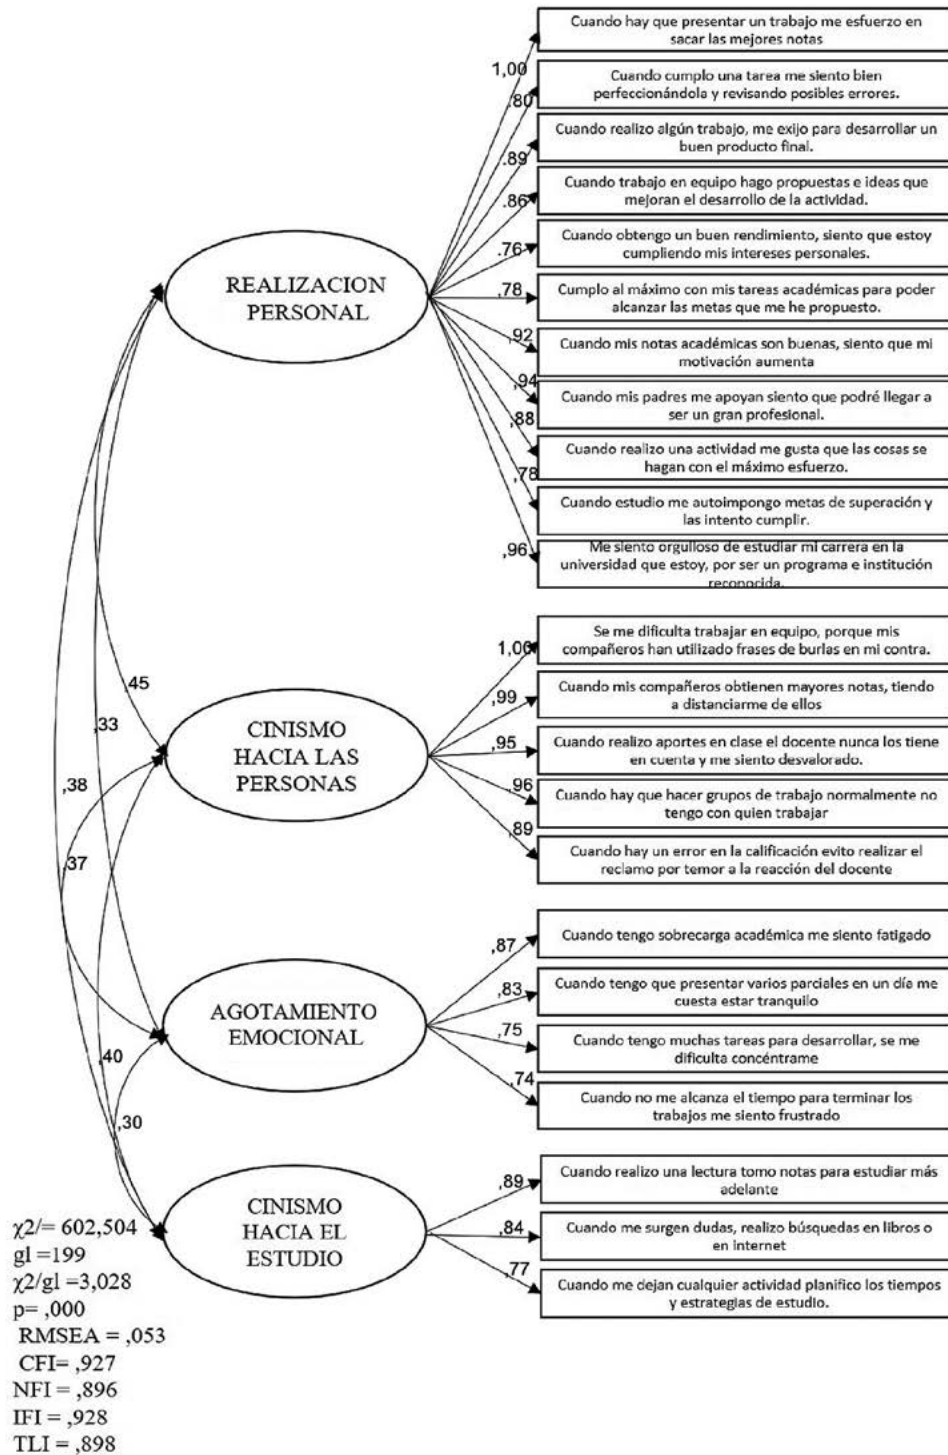 Cuando hay que presentar un trabajo me esfuerzo en
sacar las mejores notas
1,00
Cuando cumplo una tarea me siento bien
perfeccionándola y revisando posibles errores.
.80
Cuando realizo algún trabajo, me exijo para desarrollar un
buen producto final.
.89
Cuando trabajo en equipo hago propuestas e ideas que
mejoran el desarrollo de la actividad.
.86
Cuando obtengo un buen rendimiento, siento que estoy
cumpliendo mis intereses personales.
.76
REALIZACION
PERSONAL
Cumplo al máximo con mis tareas académicas para poder
alcanzar las metas que me he propuesto.
,78
Cuando mis notas académicas son buenas, siento que mi
motivación aumenta
,92
Cuando mis padres me apoyan siento que podré llegar a
ser un gran profesional.
,94
,88
Cuando realizo una actividad me gusta que las cosas se
hagan con el máximo esfuerzo.
,78
Cuando estudio me autoimpongo metas de superación y
las intento cumplir.
,96
Me siento orgulloso de estudiar mi carrera en la
universidad que estoy, por ser un programa e institución
reconocida.
Se me dificulta trabajar en equipo, porque mis
compañeros han utilizado frases de burlas en mi contra.
1,00
,45
,33
,38
,37
CINISMO
HACIA LAS
PERSONAS
Cuando mis compañeros obtienen mayores notas, tiendo
a distanciarme de ellos
,99
Cuando realizo aportes en clase el docente nunca los tiene
en cuenta y me siento desvalorado.
,95
Cuando hay que hacer grupos de trabajo normalmente no
tengo con quien trabajar
,96
,89
Cuando hay un error en la calificación evito realizar el
reclamo por temor a la reacción del docente
Cuando tengo sobrecarga académica me siento fatigado
,87
AGOTAMIENTO
EMOCIONAL
Cuando tengo que presentar varios parciales en un día me
cuesta estar tranquilo
,83
Cuando tengo muchas tareas para desarrollar, se me
dificulta concéntrame
,75
,74
Cuando no me alcanza el tiempo para terminar los
trabajos me siento frustrado
,40
,30
CINISMO
HACIA EL
ESTUDIO
Cuando realizo una lectura tomo notas para estudiar más
adelante
,89
Cuando me surgen dudas, realizo búsquedas en libros o
en internet
,84
,77
Cuando me dejan cualquier actividad planifico los tiempos
y estrategias de estudio.
χ2/= 602,504
gl =199
χ2/gl =3,028
p= ,000
RMSEA = ,053
CFI= ,927
NFI = ,896
IFI = ,928
TLI = ,898